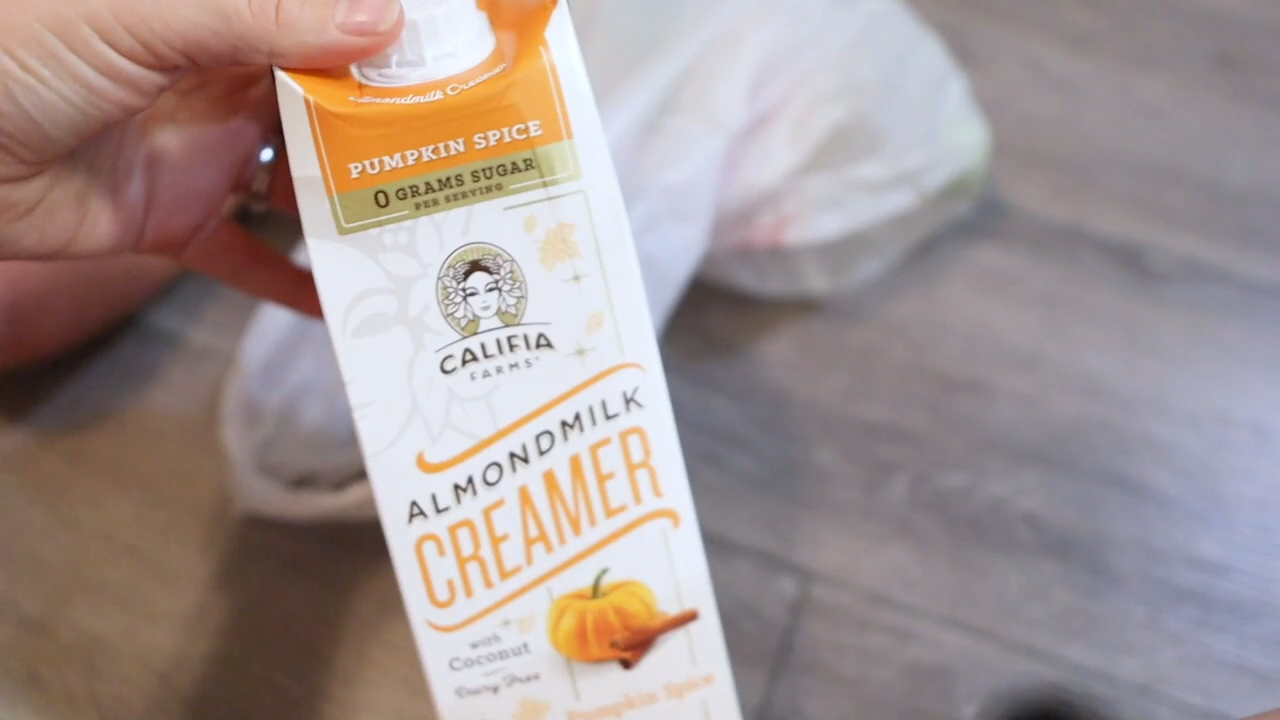 Almondmilk Creamer
PUMPKIN SPICE
0 GRAMS SUGAR
PER SERVING
CALIFIA
FARMS
ALMONDMILK
CREAMER
with
Coconut
Dairy Free
Pumpkin Spice